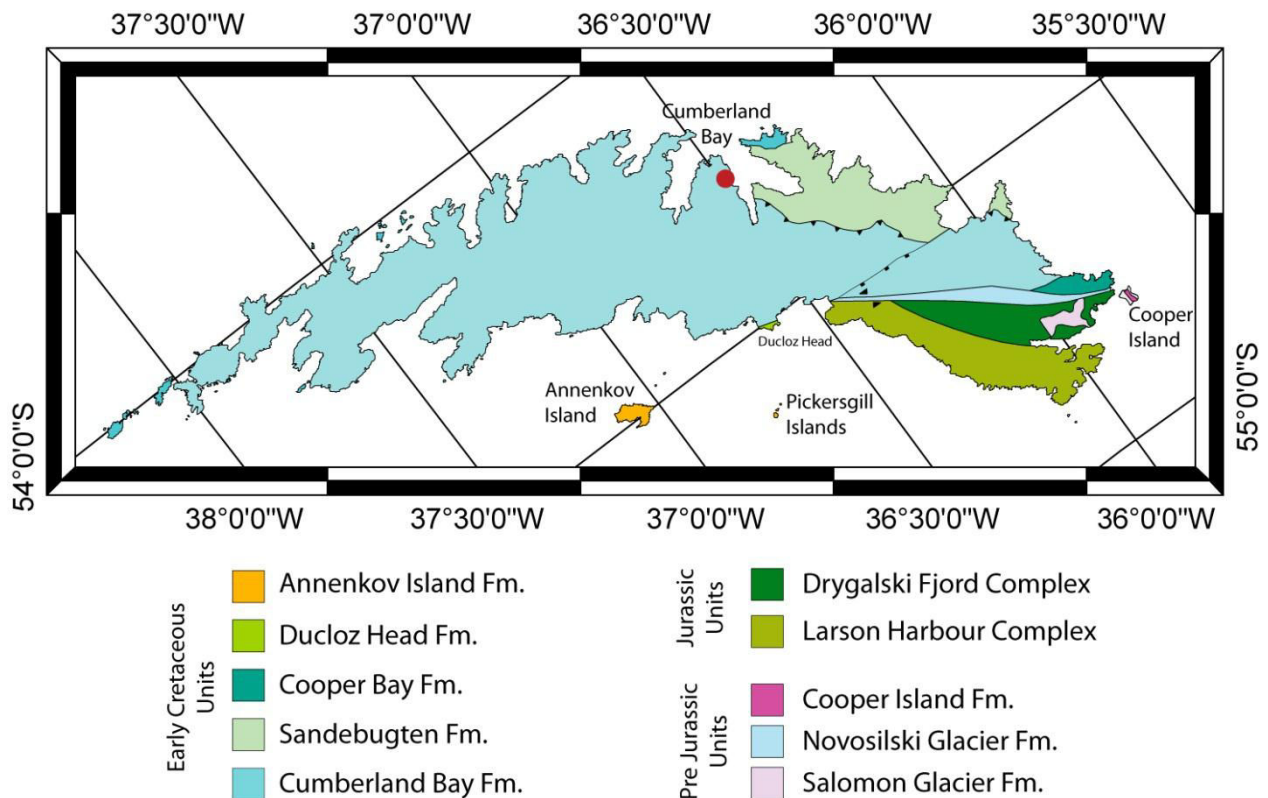 37°30'0"W 37°0'0"W 36°30'0"W 36°0'0"W 35°30'0"W
Cumberland
Bay
Cooper
Island
Ducloz Head
Annenkov
Island
Pickersgill
Islands
54°0'0"S
55°0'0"S
38°0'0"W 37°30'0"W 37°0'0"W 36°30'0"W 36°0'0"W
Early Cretaceous
Units
Annenkov Island Fm.
Ducloz Head Fm.
Cooper Bay Fm.
Sandebugten Fm.
Cumberland Bay Fm.
Jurassic
Units
Drygalski Fjord Complex
Larson Harbour Complex
Pre Jurassic
Units
Cooper Island Fm.
Novosilski Glacier Fm.
Salomon Glacier Fm.